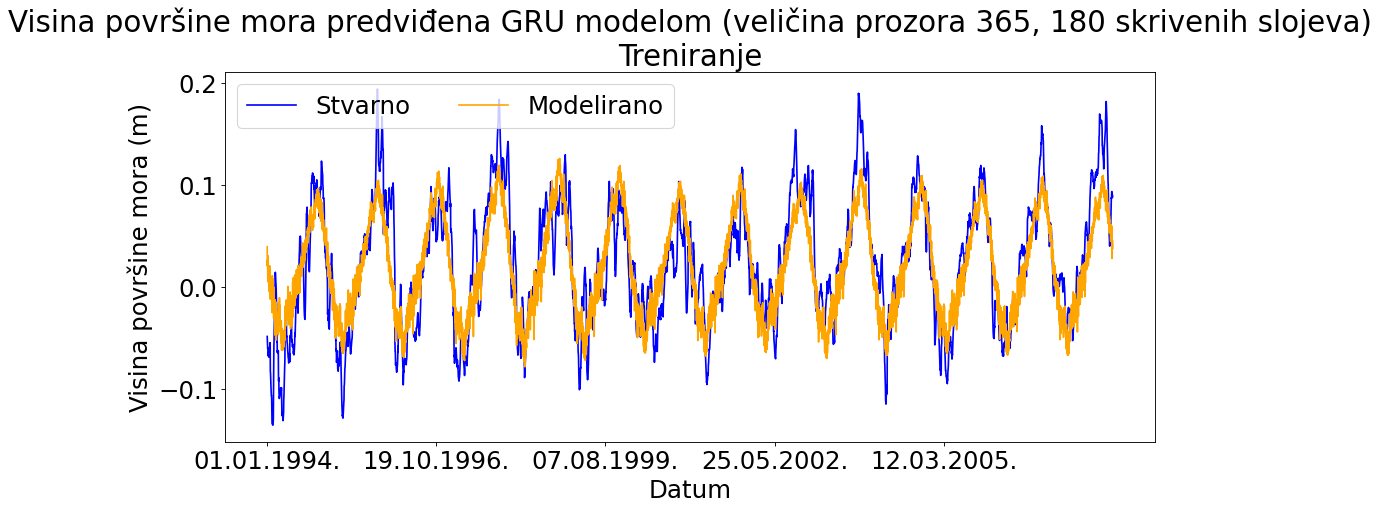 Visina površine mora predviđena GRU modelom (veličina prozora 365, 180 skrivenih slojeva)
Treniranje
Stvarno Modelirano
Visina površine mora (m)
0.2
0.1
0.0
−0.1
01.01.1994. 19.10.1996. 07.08.1999. 25.05.2002. 12.03.2005.
Datum